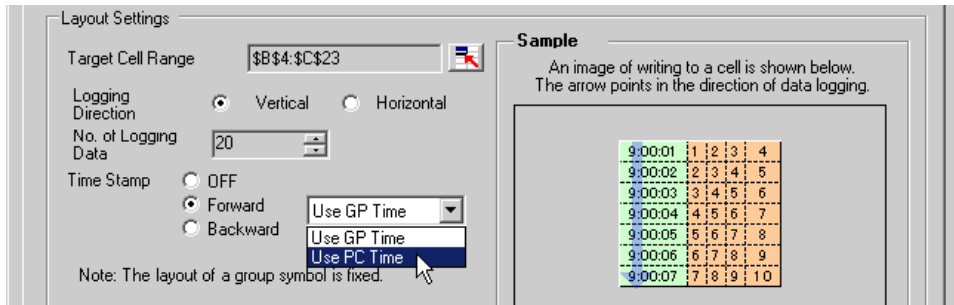 Layout Settings
Target Cell Range $B$4:$C$23
Logging Direction Vertical Horizontal
No. of Logging Data 20
Time Stamp OFF
Forward Use GP Time
Backward Use GP Time
Use PC Time
Note: The layout of a group symbol is fixed.
Sample
An image of writing to a cell is shown below.
The arrow points in the direction of data logging.
9:00:01 1 2 3 4
9:00:02 2 3 4 5
9:00:03 3 4 5 6
9:00:04 4 5 6 7
9:00:05 5 6 7 8
9:00:06 6 7 8 9
9:00:07 7 8 9 10